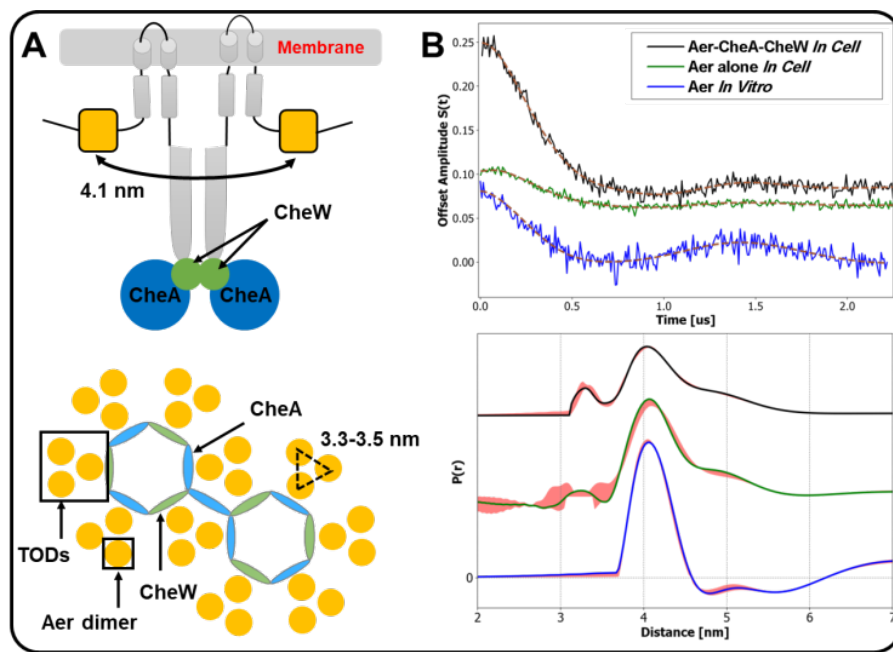 A
Membrane
4.1 nm
CheW
CheA
CheA
CheA
3.3-3.5 nm
TODs
CheW
Aer dimer
B
Aer-CheA-CheW In Cell
Aer alone In Cell
Aer In Vitro
Offset Amplitude S(t)
0.25
0.20
0.15
0.10
0.05
0.00
0.0 0.5 1.0 1.5 2.0
Time [us]
P(r)
0
2 3 4 5 6 7
Distance [nm]